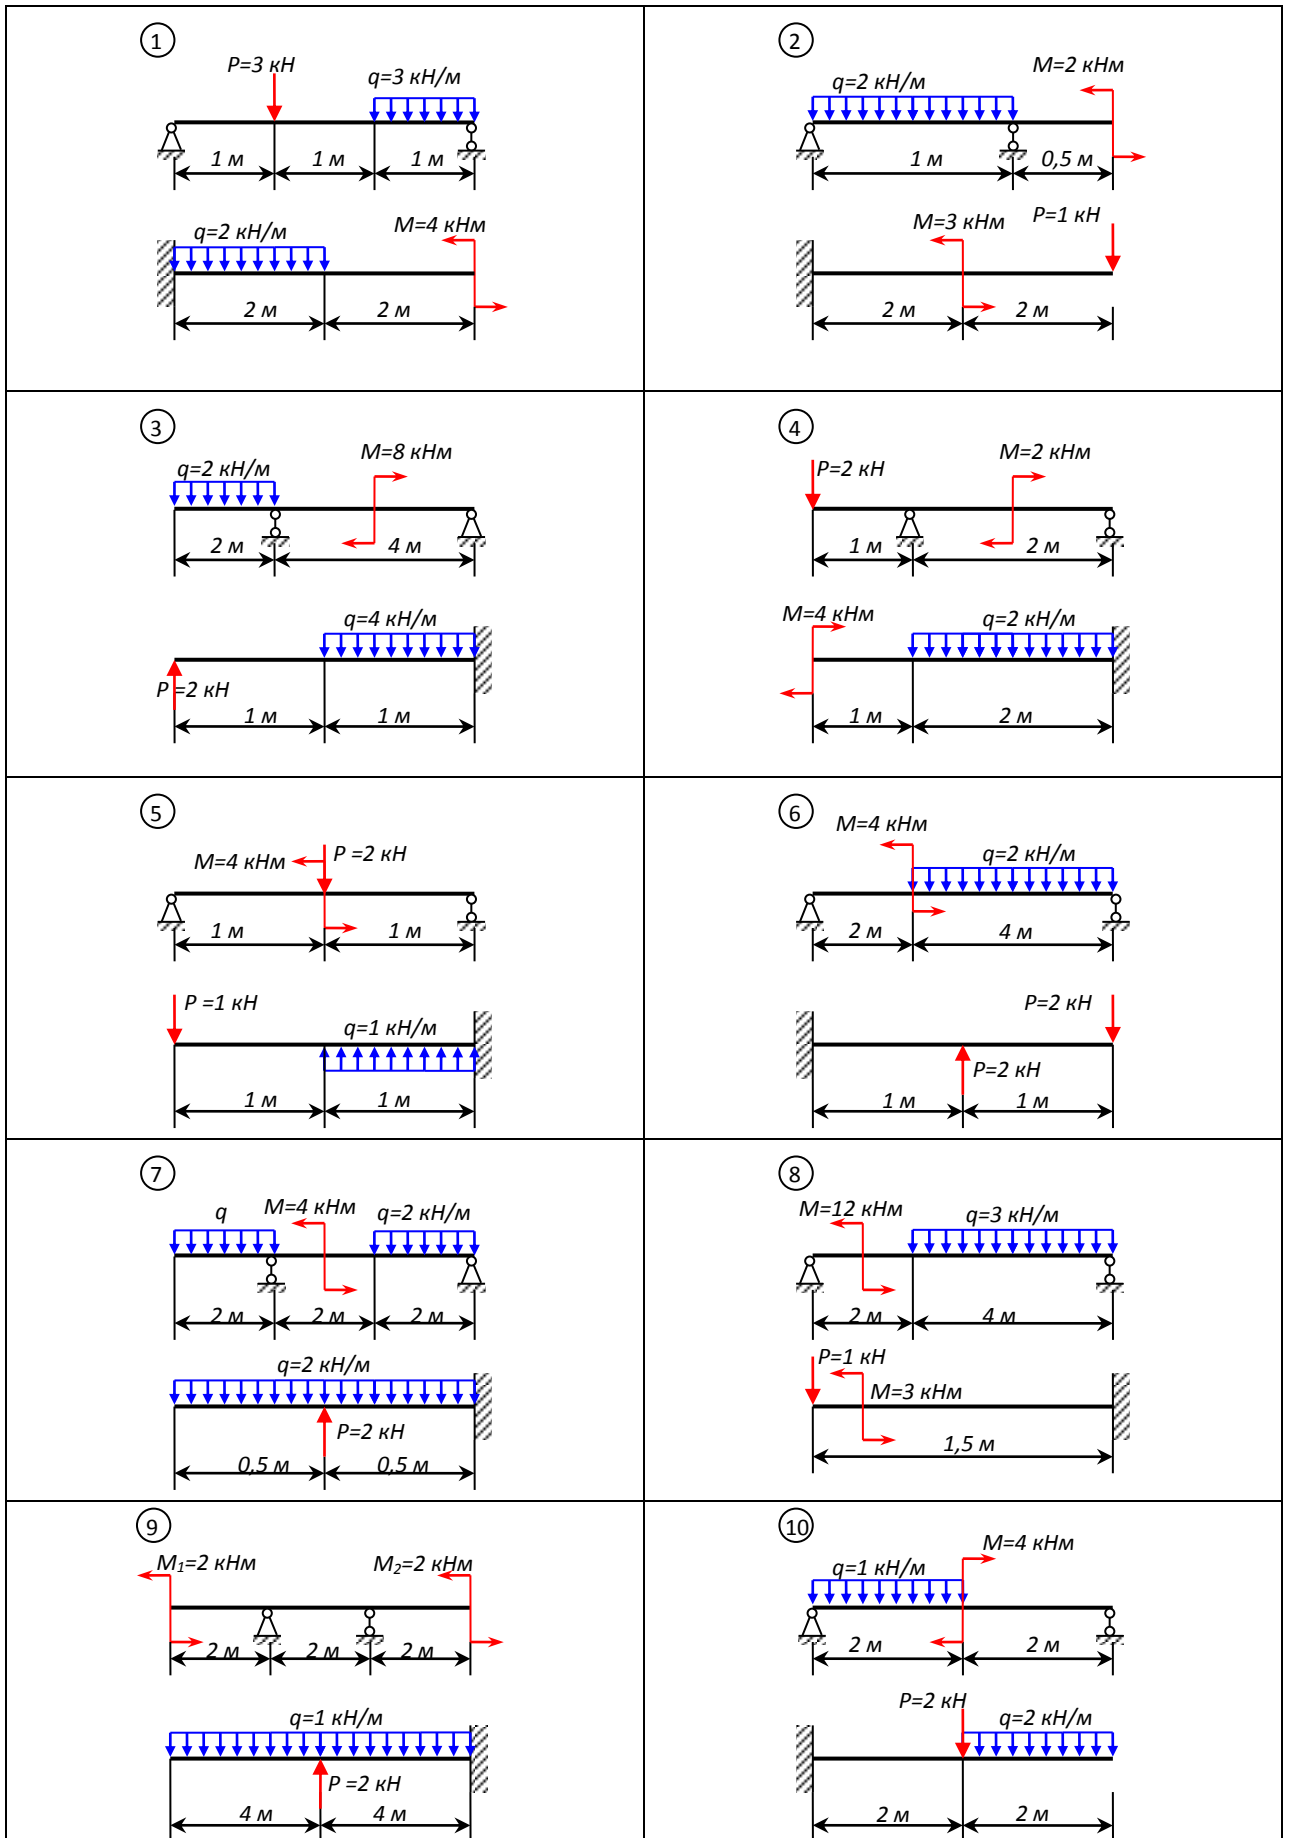 1
P=3 кН
q=3 кН/м
1 м
1 м
1 м
q=2 кН/м
M=4 кНм
2 м
2 м
2
q=2 кН/м
M=2 кНм
1 м
0,5 м
M=3 кНм
P=1 кН
2 м
2 м
3
q=2 кН/м
M=8 кНм
2 м
4 м
q=4 кН/м
P=2 кН
1 м
1 м
4
P=2 кН
M=2 кНм
1 м
2 м
M=4 кНм
q=2 кН/м
1 м
2 м
5
M=4 кНм
P =2 кН
1 м
1 м
P =1 кН
q=1 кН/м
1 м
1 м
6
M=4 кНм
q=2 кН/м
2 м
4 м
P=2 кН
P=2 кН
1 м
1 м
7
q
M=4 кНм
q=2 кН/м
2 м
2 м
2 м
q=2 кН/м
P=2 кН
0,5 м
0,5 м
8
M=12 кНм
q=3 кН/м
2 м
4 м
P=1 кН
M=3 кНм
1,5 м
9
M1=2 кНм
M2=2 кНм
2 м
2 м
2 м
q=1 кН/м
P =2 кН
4 м
4 м
10
q=1 кН/м
M=4 кНм
2 м
2 м
P=2 кН
q=2 кН/м
2 м
2 м